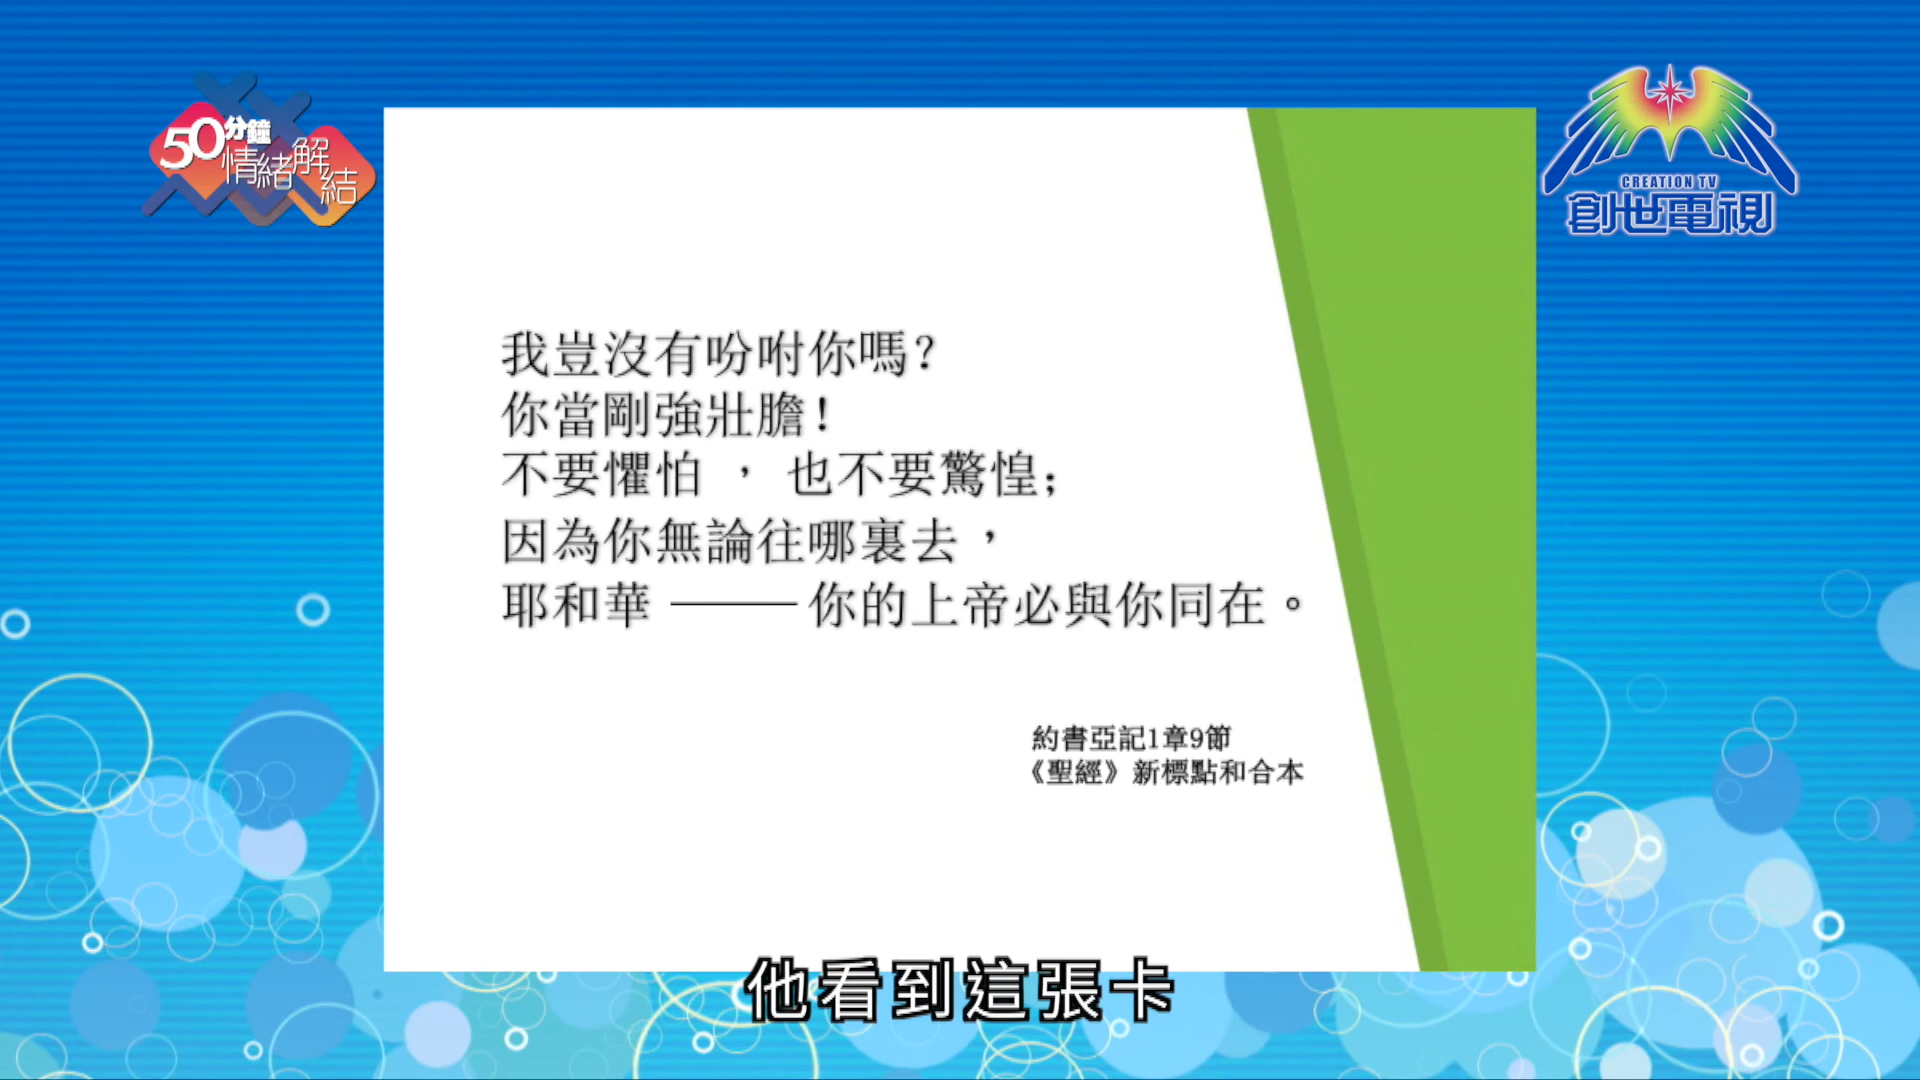 50分鐘
情緒解結
CREATION TV
創世電視
我豈沒有吩咐你嗎?
你當剛強壯膽!
不要懼怕，也不要驚惶;
因為你無論往哪裏去，
耶和華——你的上帝必與你同在。
約書亞記1章9節
《聖經》新標點和合本
他看到這張卡